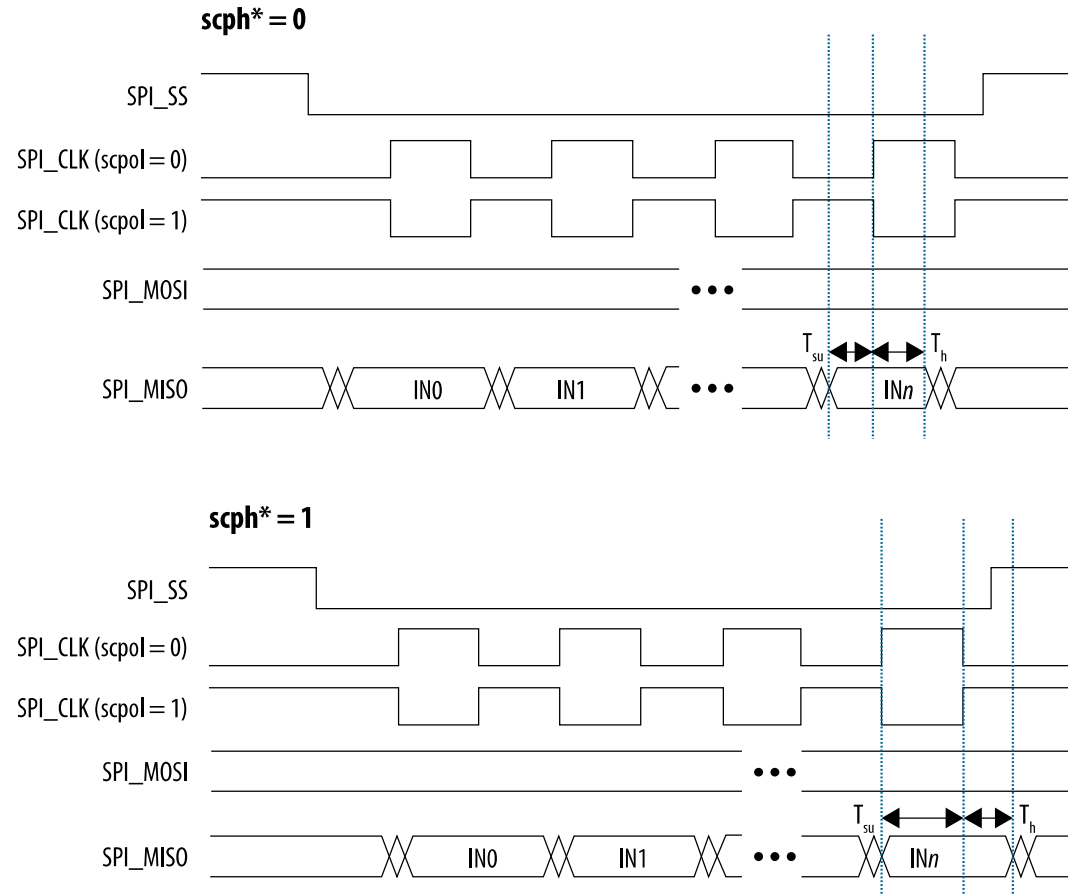 scph* = 0
SPI_SS
SPI_CLK (scpol = 0)
SPI_CLK (scpol = 1)
SPI_MOSI
•••
Tsu
Th
SPI_MISO
IN0
IN1
•••
INn
scph* = 1
SPI_SS
SPI_CLK (scpol = 0)
SPI_CLK (scpol = 1)
SPI_MOSI
•••
Tsu
Th
SPI_MISO
IN0
IN1
•••
INn